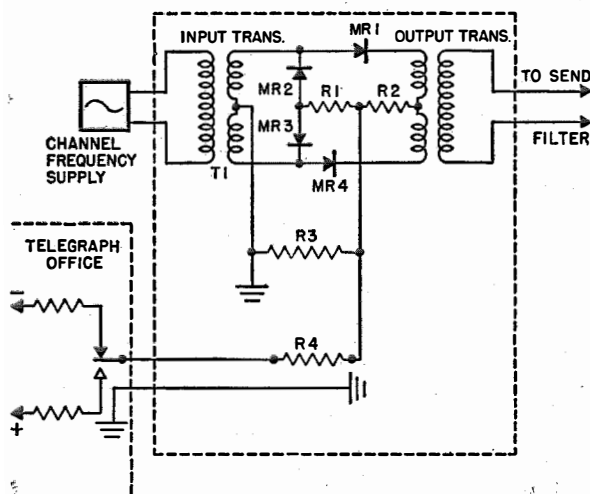 INPUT TRANS.
MR1
OUTPUT TRANS.
MR2
R1
R2
TO SEND
FILTER
MR3
CHANNEL
FREQUENCY
SUPPLY
T1
MR4
TELEGRAPH
OFFICE
R3
−
R4
+